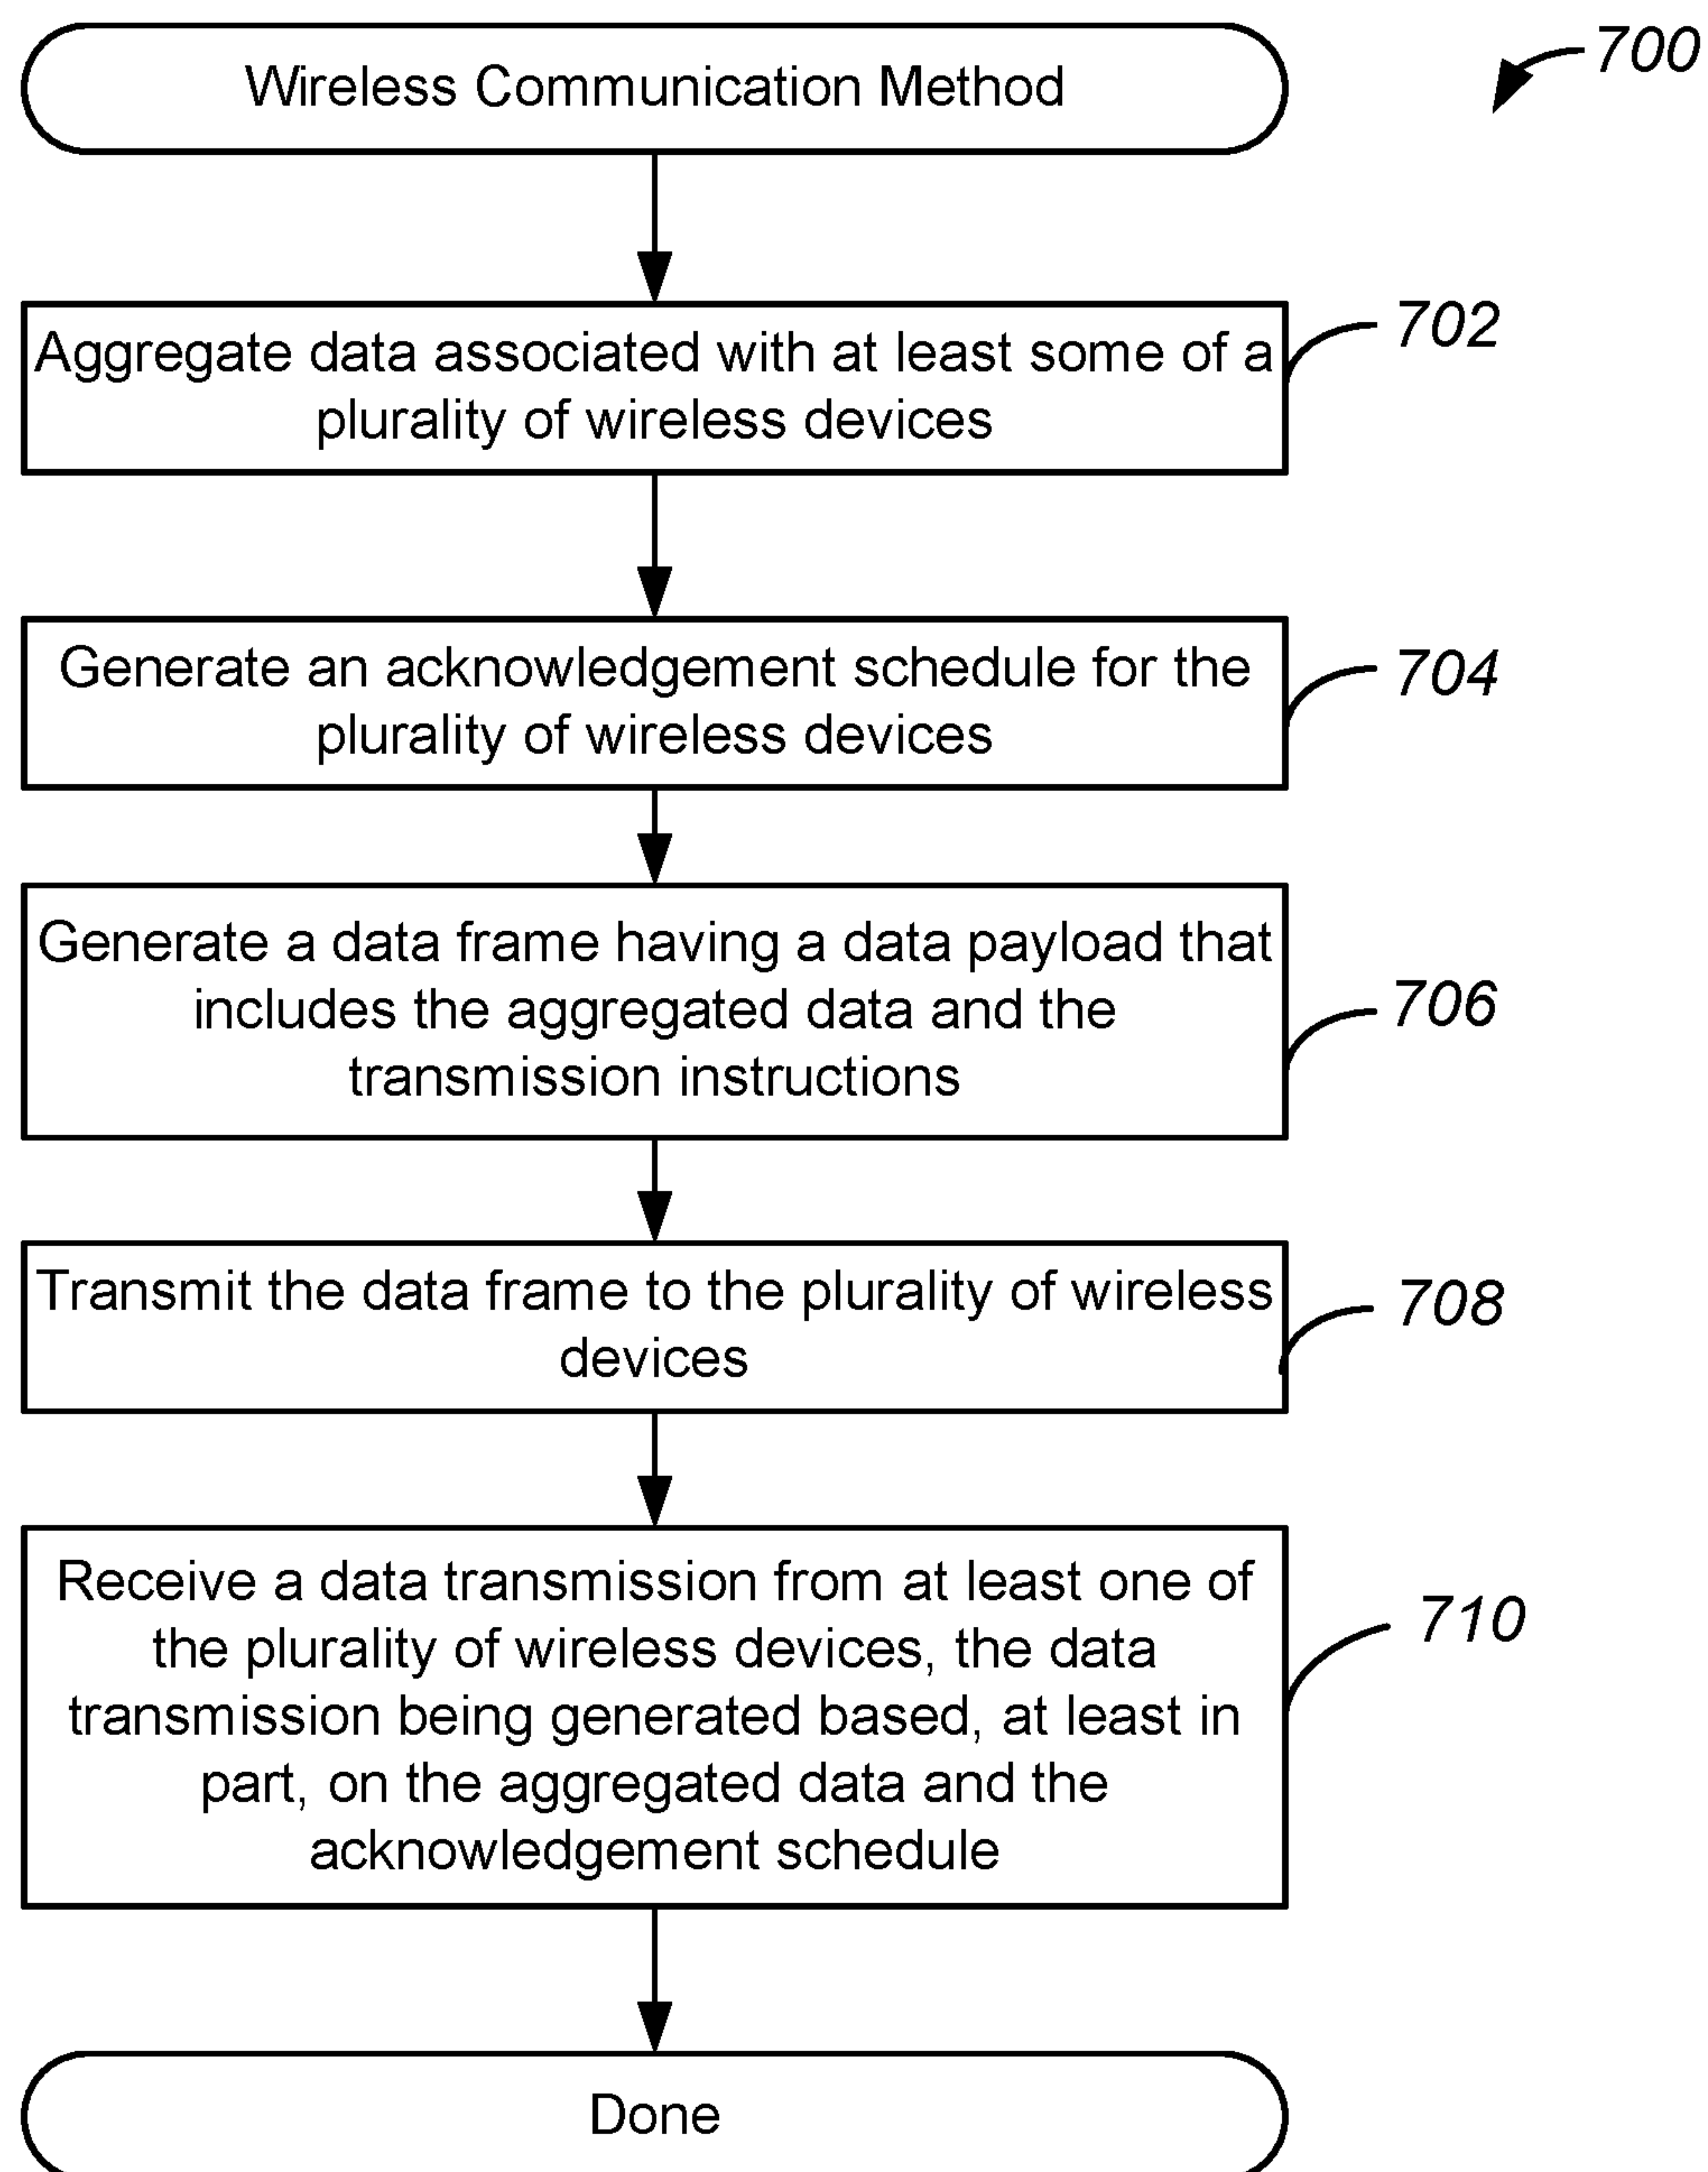 Wireless Communication Method
700
Aggregate data associated with at least some of a
plurality of wireless devices
702
Generate an acknowledgement schedule for the
plurality of wireless devices
704
Generate a data frame having a data payload that
includes the aggregated data and the
transmission instructions
706
Transmit the data frame to the plurality of wireless
devices
708
Receive a data transmission from at least one of
the plurality of wireless devices, the data
transmission being generated based, at least in
part, on the aggregated data and the
acknowledgement schedule
710
Done